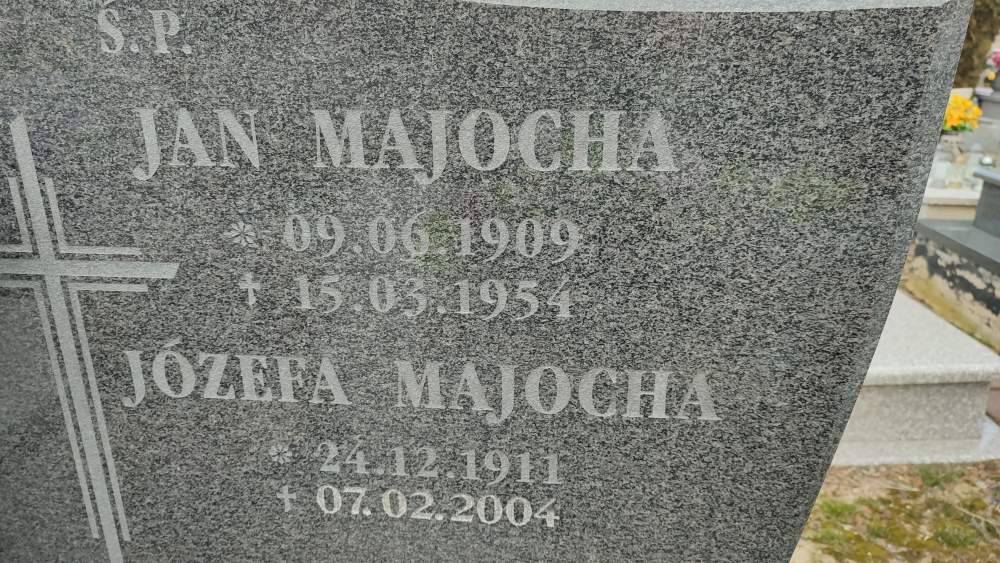 Ś.P.
JAN MAJOCHA
* 09.06.1909
† 15.03.1954
JÓZEFA MAJOCHA
* 24.12.1911
† 07.02.2004